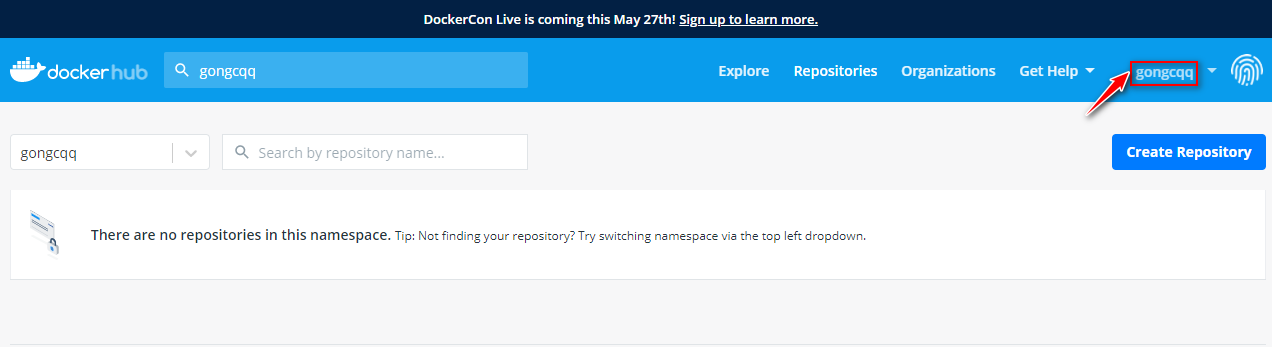 DockerCon Live is coming this May 27th! Sign up to learn more.
dockerhub gongcqq Explore Repositories Organizations Get Help gongcqq
gongcqq Search by repository name... Create Repository
There are no repositories in this namespace. Tip: Not finding your repository? Try switching namespace via the top left dropdown.